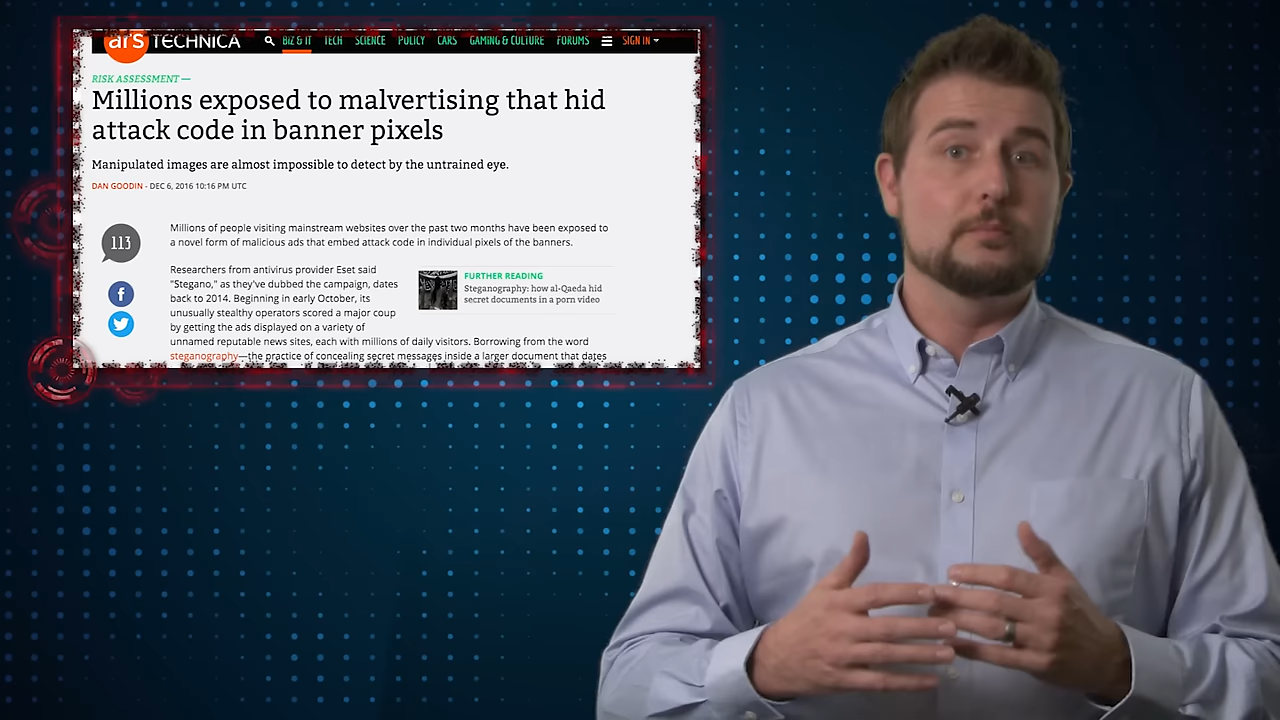 ars TECHNICA BIZ & IT TECH SCIENCE POLICY CARS GAMING & CULTURE FORUMS SIGN IN
RISK ASSESSMENT —
Millions exposed to malvertising that hid
attack code in banner pixels
Manipulated images are almost impossible to detect by the untrained eye.
DAN GOODIN - DEC 6, 2016 10:16 PM UTC
113
Millions of people visiting mainstream websites over the past two months have been exposed to
a novel form of malicious ads that embed attack code in individual pixels of the banners.
Researchers from antivirus provider Eset said
"Stegano," as they've dubbed the campaign, dates
back to 2014. Beginning in early October, its
unusually stealthy operators scored a major coup
by getting the ads displayed on a variety of
unnamed reputable news sites, each with millions of daily visitors. Borrowing from the word
steganography—the practice of concealing secret messages inside a larger document that dates
FURTHER READING
Steganography: how al-Qaeda hid
secret documents in a porn video